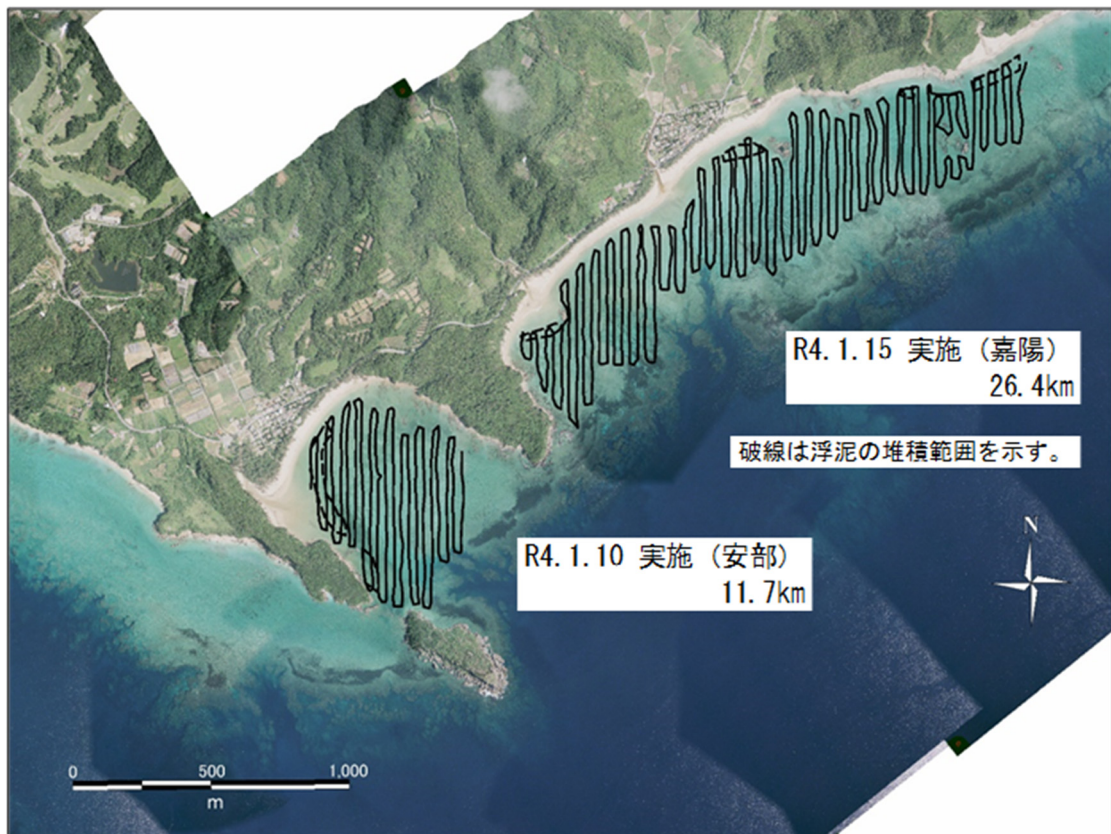 R4.1.15 実施（嘉陽）
26.4km
破線は浮泥の堆積範囲を示す。
R4.1.10 実施（安部）
11.7km
N
0 500 1,000
m